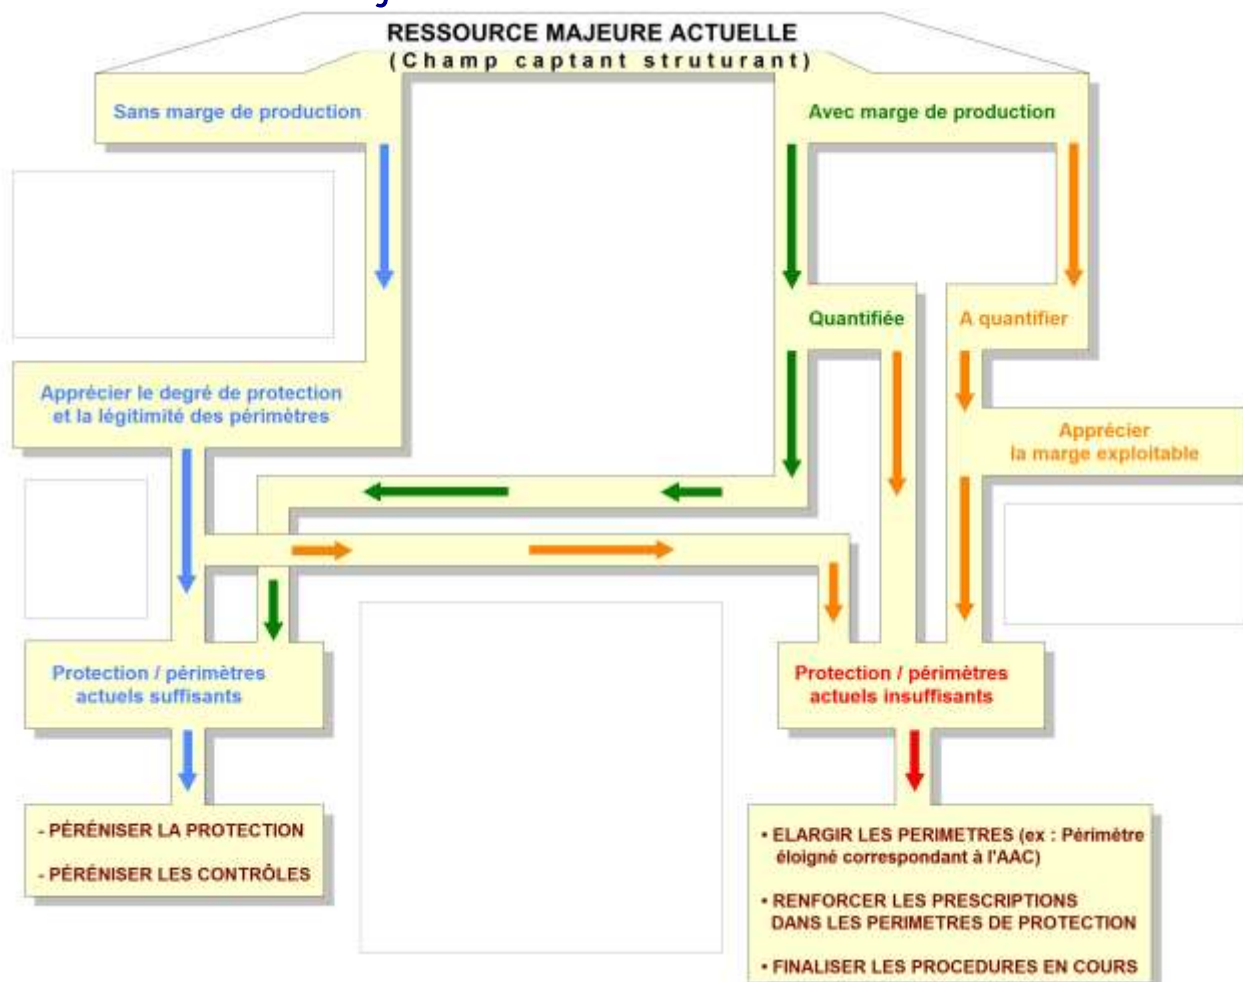 RESSOURCE MAJEURE ACTUELLE
(Champ captant struturant)
Sans marge de production
Avec marge de production
Quantifiée
A quantifier
Apprécier le degré de protection
et la légitimité des périmètres
Apprécier
la marge exploitable
Protection / périmètres
actuels suffisants
Protection / périmètres
actuels insuffisants
- PÉRÉNISER LA PROTECTION
- PÉRÉNISER LES CONTRÔLES
• ELARGIR LES PERIMETRES (ex : Périmètre
éloigné correspondant à l'AAC)
• RENFORCER LES PRESCRIPTIONS
DANS LES PERIMETRES DE PROTECTION
• FINALISER LES PROCEDURES EN COURS